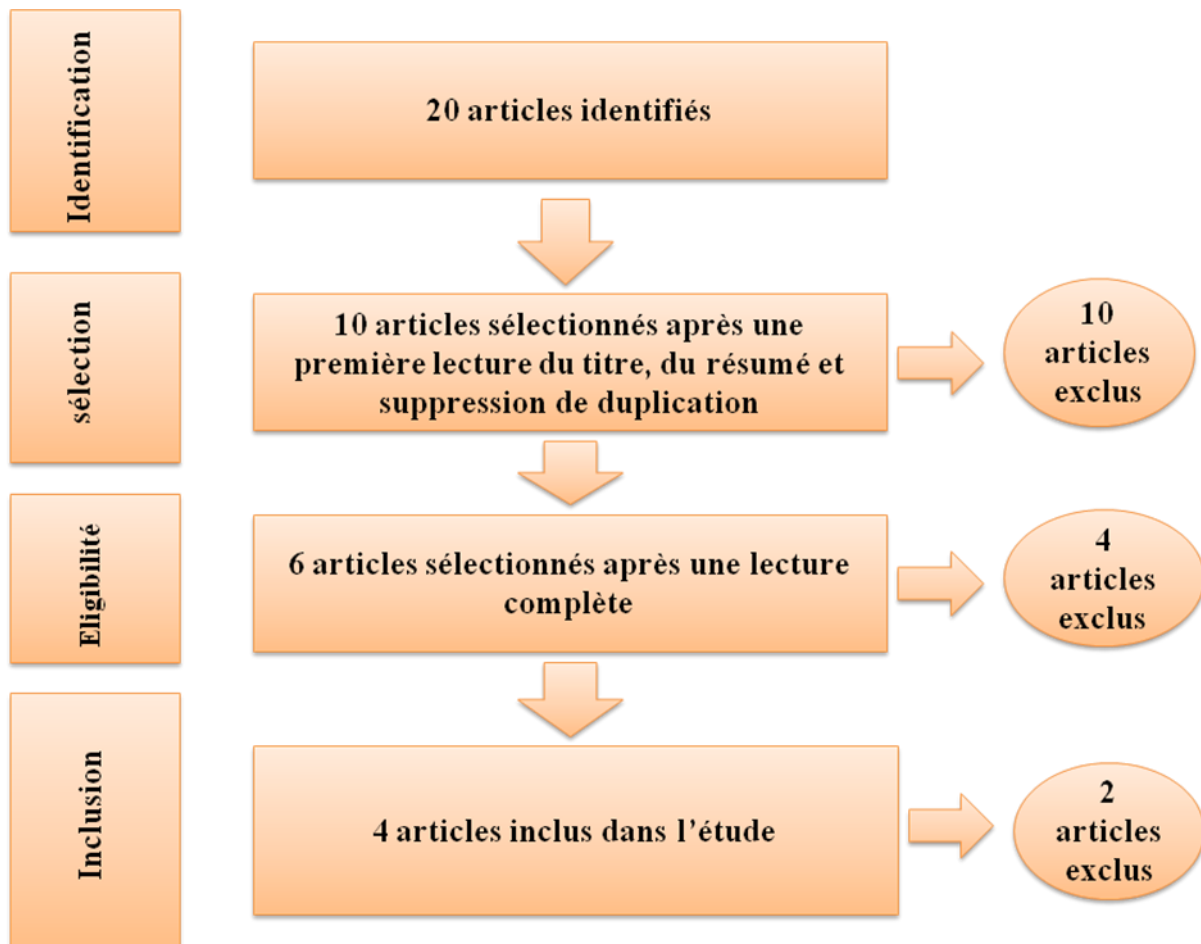 Identification
20 articles identifiés
sélection
10 articles sélectionnés après une
première lecture du titre, du résumé et
suppression de duplication
10
articles
exclus
Eligibilité
6 articles sélectionnés après une lecture
complète
4
articles
exclus
Inclusion
4 articles inclus dans l’étude
2
articles
exclus